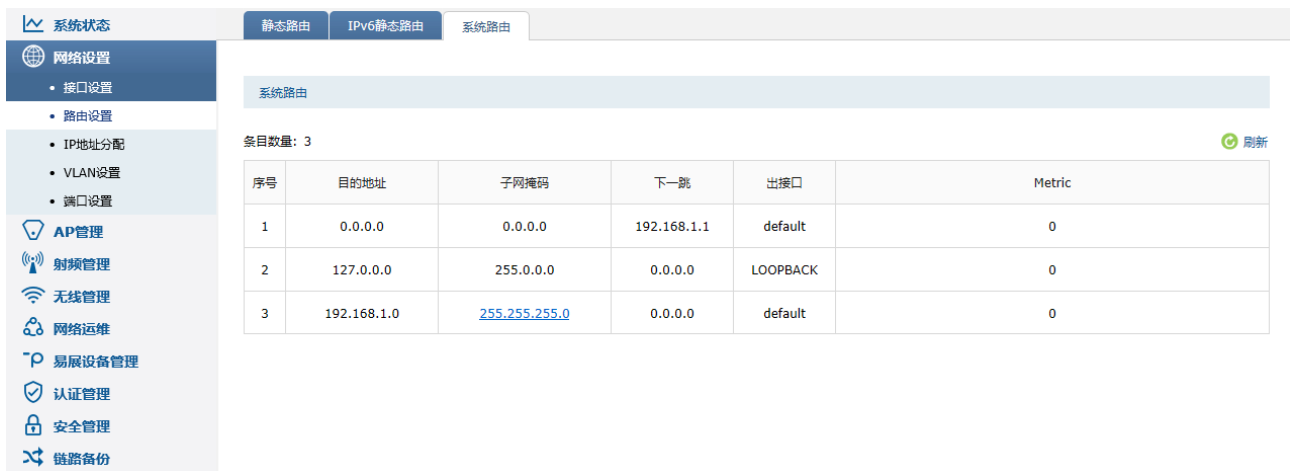 系统状态
网络设置
接口设置
路由设置
IP地址分配
VLAN设置
端口设置
AP管理
射频管理
无线管理
网络运维
易展设备管理
认证管理
安全管理
链路备份
静态路由 IPv6静态路由 系统路由
系统路由
条目数量: 3 刷新
序号 目的地址 子网掩码 下一跳 出接口 Metric
1 0.0.0.0 0.0.0.0 192.168.1.1 default 0
2 127.0.0.0 255.0.0.0 0.0.0.0 LOOPBACK 0
3 192.168.1.0 255.255.255.0 0.0.0.0 default 0